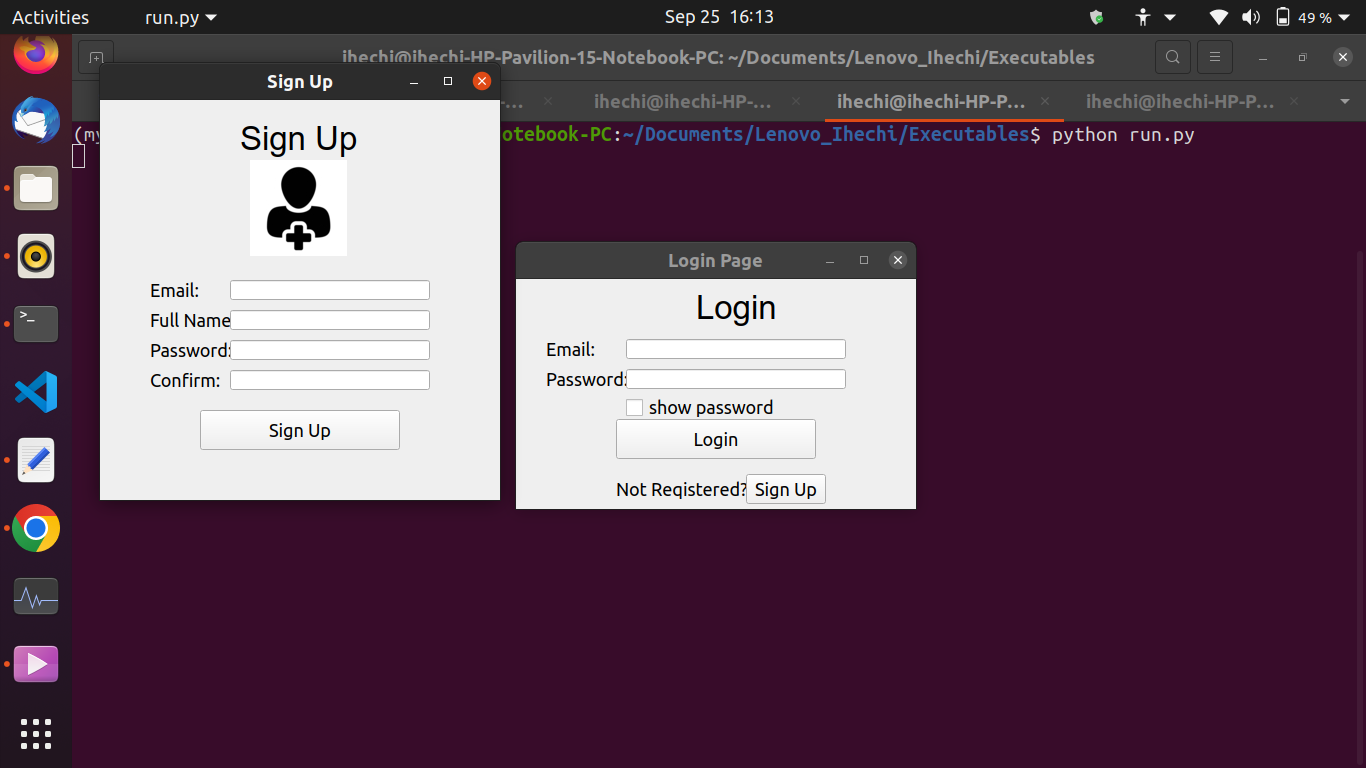 Activities
run.py
Sep 25 16:13
49 %
ihechi@ihechi-HP-Pavilion-15-Notebook-PC: ~/Documents/Lenovo_Ihechi/Executables
-...
ihechi@ihechi-HP-...
ihechi@ihechi-HP-P...
ihechi@ihechi-HP-P...
(my
otebook-PC:~/Documents/Lenovo_Ihechi/Executables$ python run.py
Sign Up
Sign Up
Email:
Full Name
Password:
Confirm:
Sign Up
Login Page
Login
Email:
Password:
show password
Login
Not Registered?
Sign Up